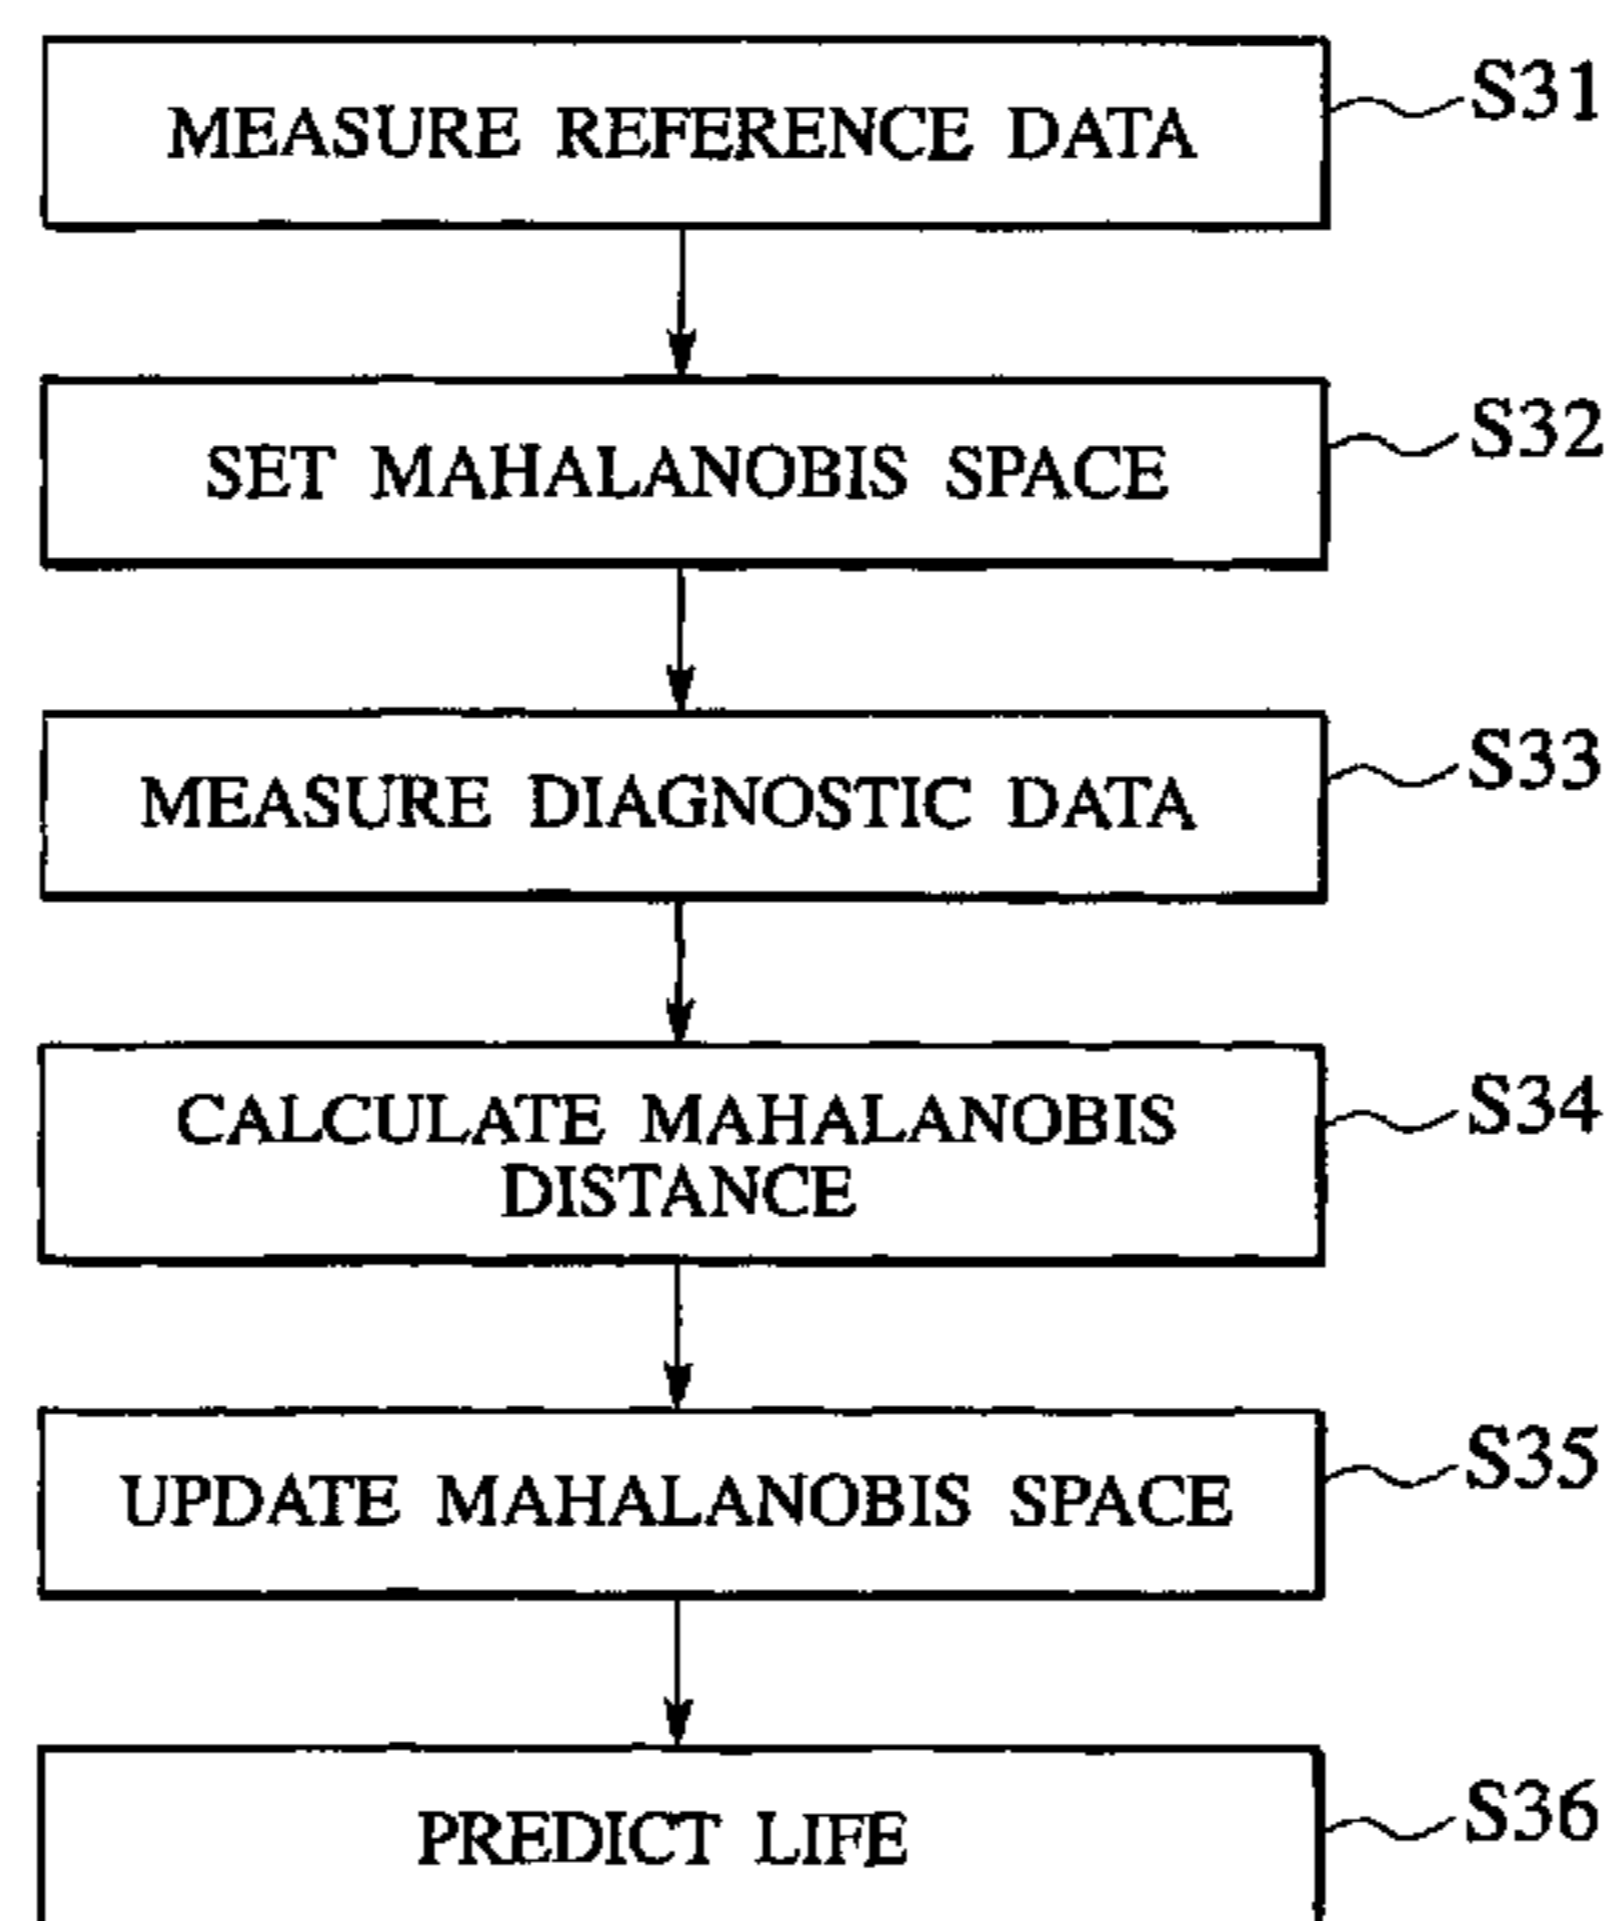 MEASURE REFERENCE DATA
S31
SET MAHALANOBIS SPACE
S32
MEASURE DIAGNOSTIC DATA
S33
CALCULATE MAHALANOBIS
DISTANCE
S34
UPDATE MAHALANOBIS SPACE
S35
PREDICT LIFE
S36